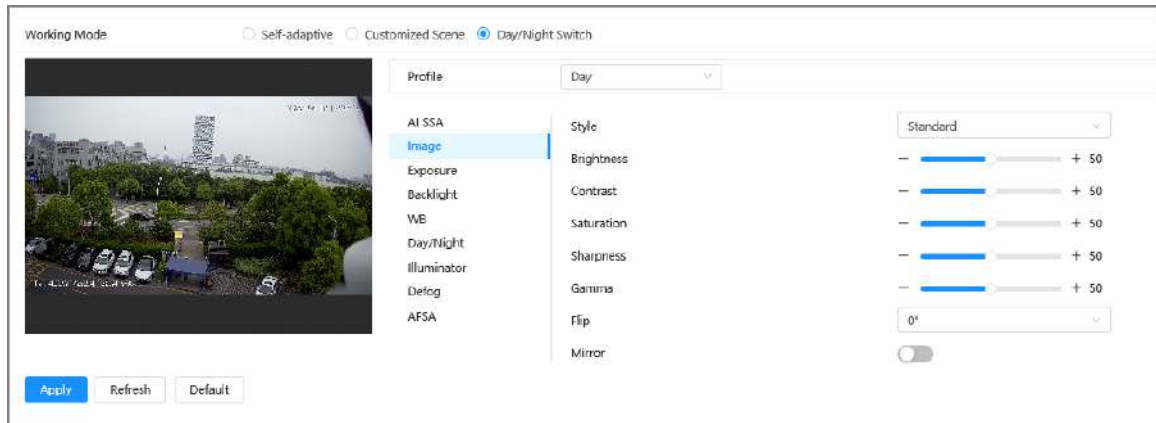 Working Mode Self-adaptive Customized Scene Day/Night Switch
Profile Day
AI SSA
Image
Exposure
Backlight
WB
Day/Night
Illuminator
Defog
AFSA
Style Standard
Brightness − + 50
Contrast − + 50
Saturation − + 50
Sharpness − + 50
Gamma − + 50
Flip 0°
Mirror
Apply Refresh Default